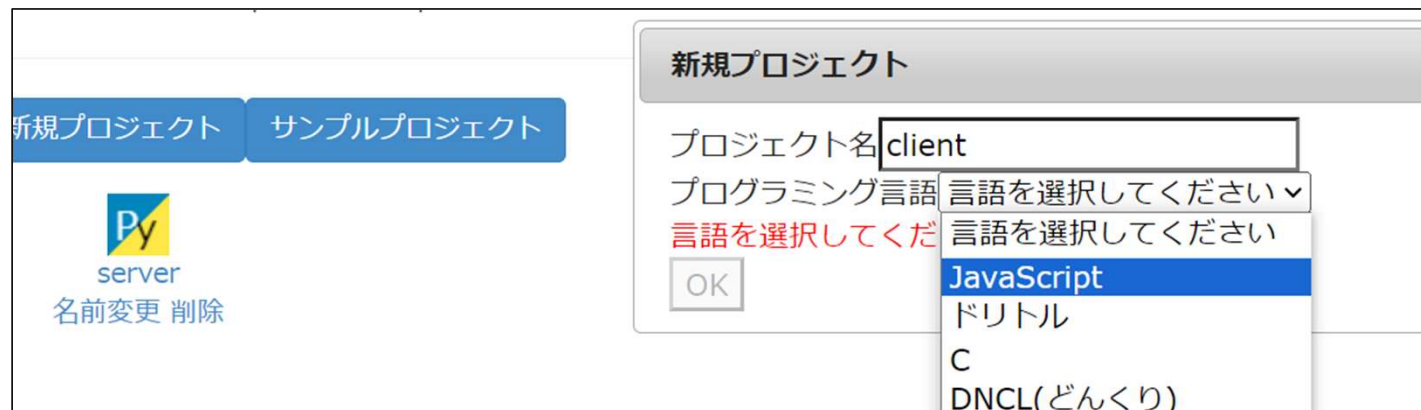 新規プロジェクト
サンプルプロジェクト
Py
server
名前変更 削除
新規プロジェクト
プロジェクト名 client
プログラミング言語 言語を選択してください
言語を選択してくだ
OK
言語を選択してください
JavaScript
ドリトル
C
DNCL(どんくり)